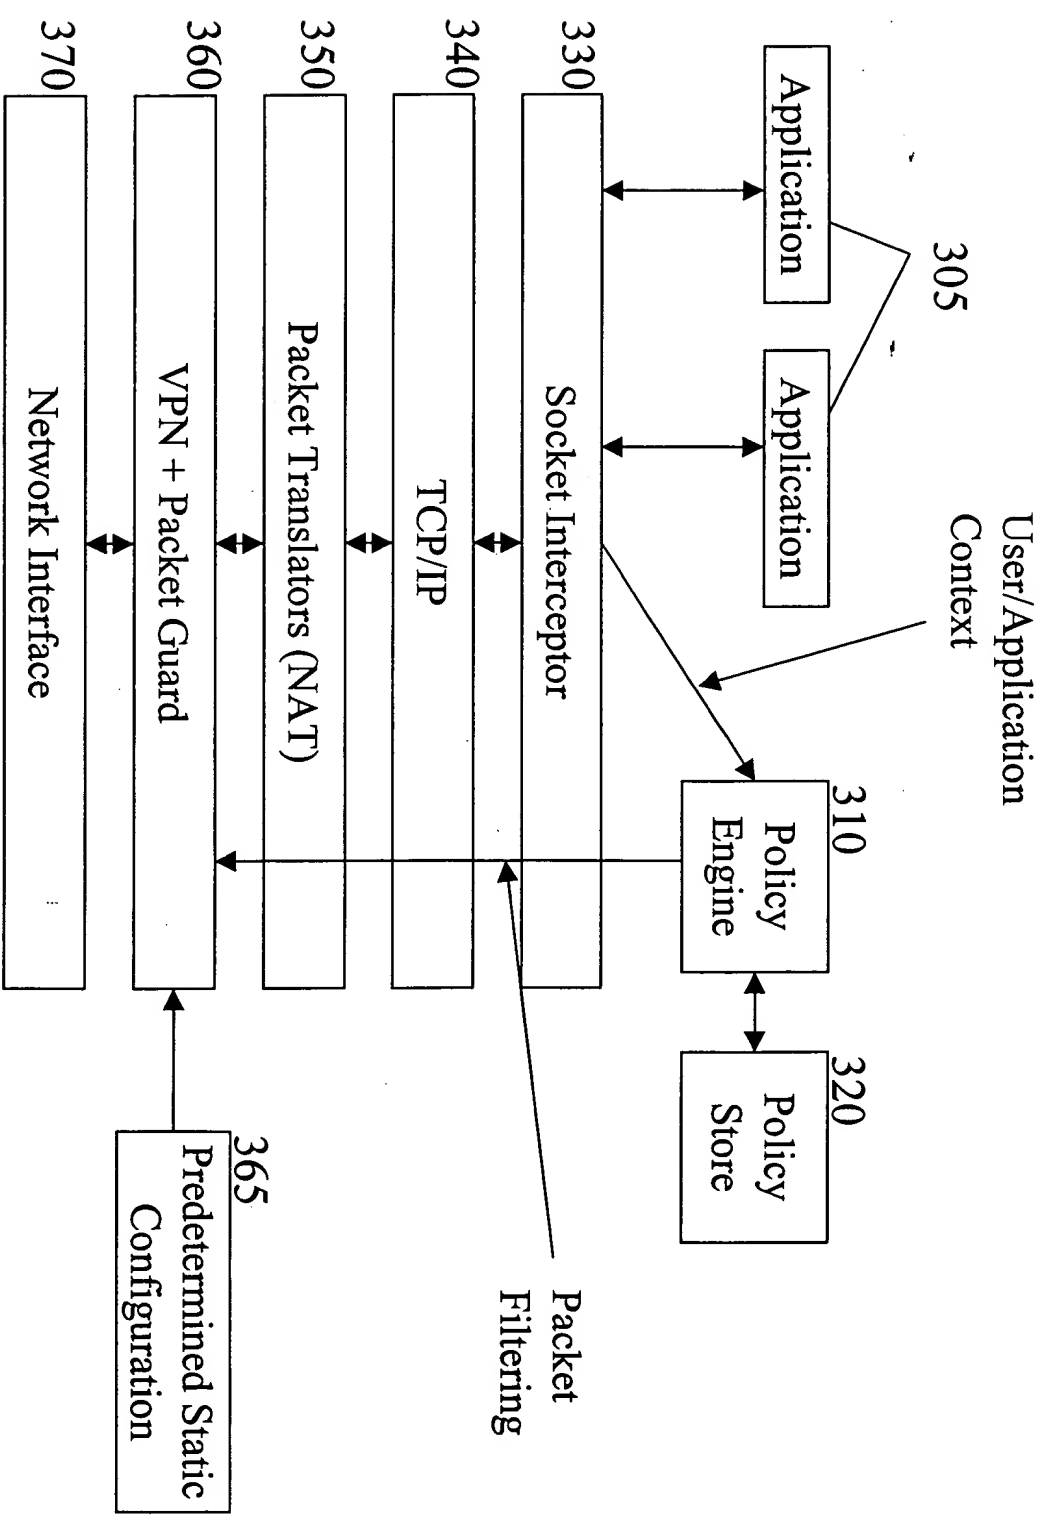 User/Application
Context
305
Application
Application
310
Policy
Engine
320
Policy
Store
330
Socket Interceptor
340
TCP/IP
Packet
Filtering
350
Packet Translators (NAT)
360
VPN + Packet Guard
365
Predetermined Static
Configuration
370
Network Interface